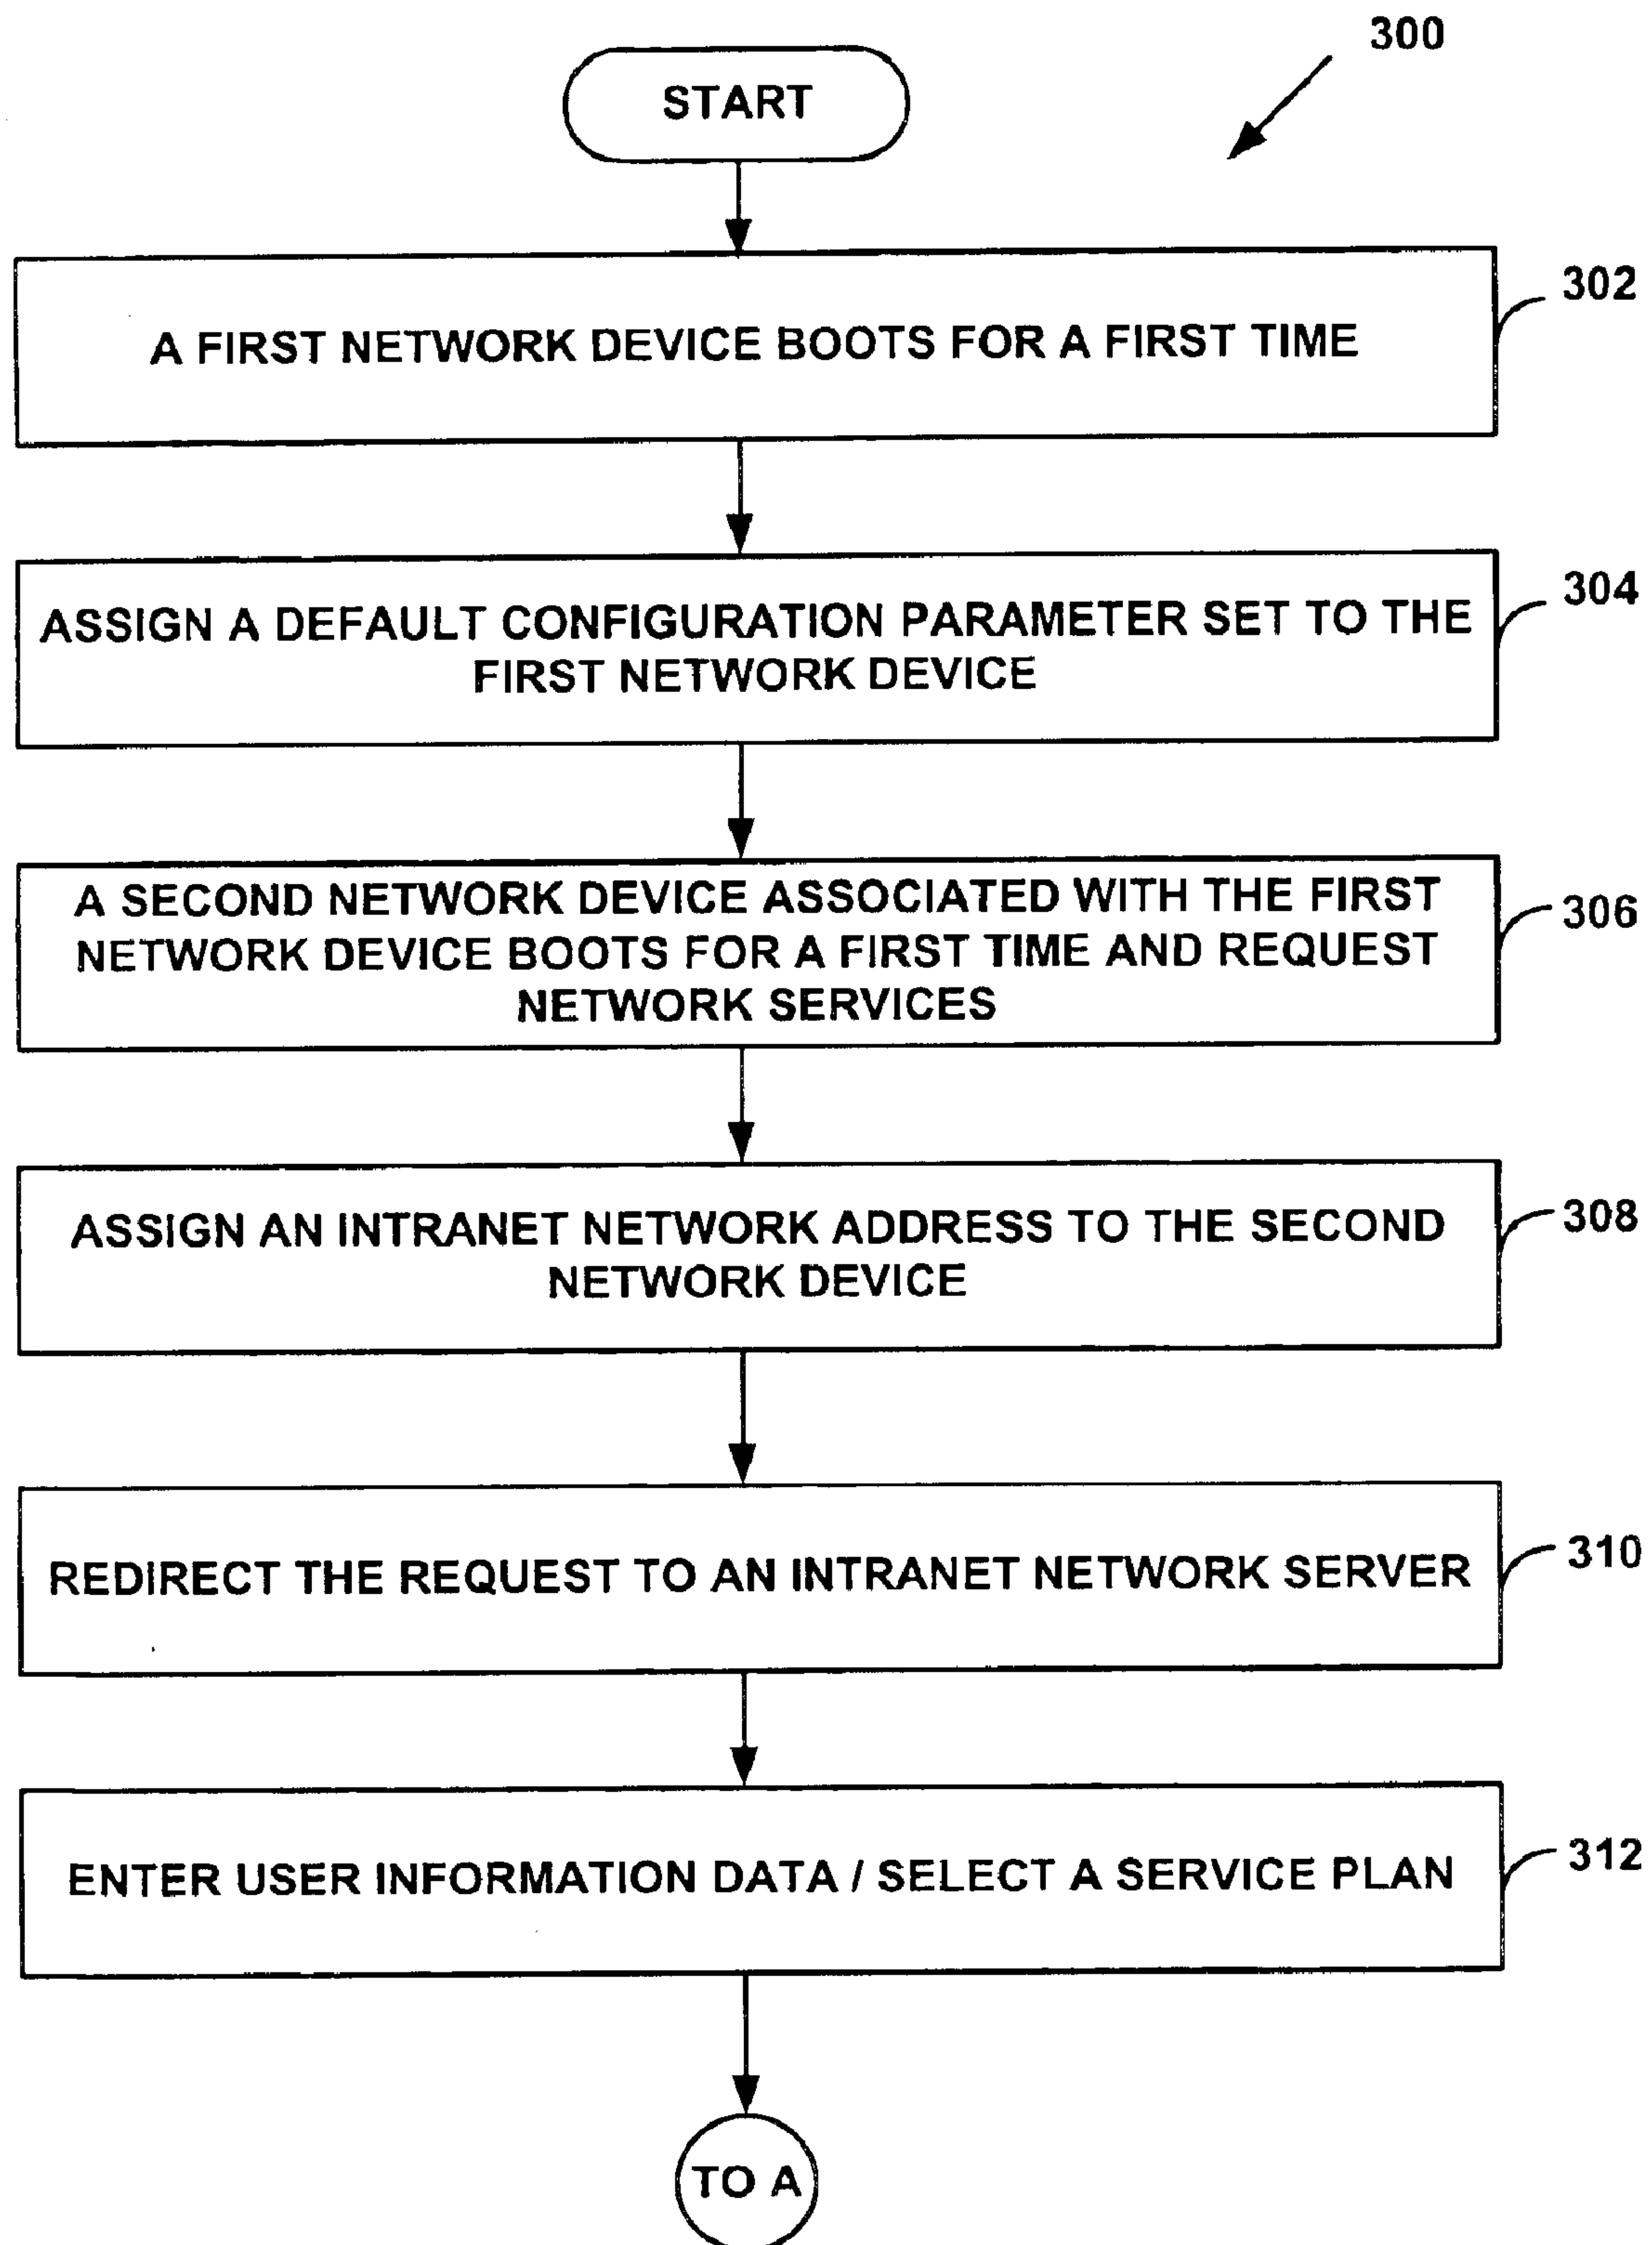 300
START
302
A FIRST NETWORK DEVICE BOOTS FOR A FIRST TIME
304
ASSIGN A DEFAULT CONFIGURATION PARAMETER SET TO THE
FIRST NETWORK DEVICE
306
A SECOND NETWORK DEVICE ASSOCIATED WITH THE FIRST
NETWORK DEVICE BOOTS FOR A FIRST TIME AND REQUEST
NETWORK SERVICES
308
ASSIGN AN INTRANET NETWORK ADDRESS TO THE SECOND
NETWORK DEVICE
310
REDIRECT THE REQUEST TO AN INTRANET NETWORK SERVER
312
ENTER USER INFORMATION DATA / SELECT A SERVICE PLAN
TO A